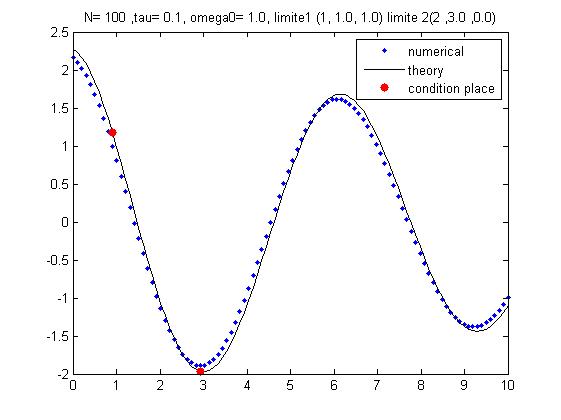 N= 100 ,tau= 0.1, omega0= 1.0, limite1 (1, 1.0, 1.0) limite 2(2 ,3.0 ,0.0)
numerical
theory
condition place
2.5
2
1.5
1
0.5
0
-0.5
-1
-1.5
-2
0 1 2 3 4 5 6 7 8 9 10